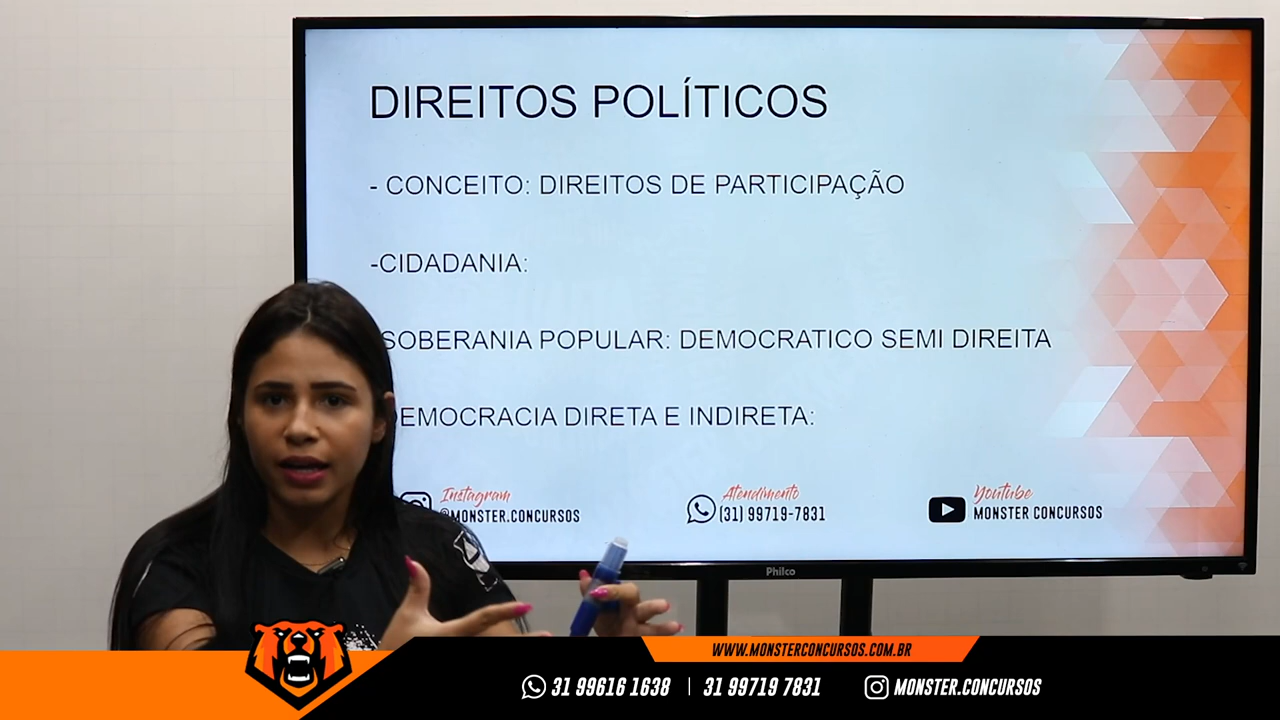 DIREITOS POLÍTICOS
- CONCEITO: DIREITOS DE PARTICIPAÇÃO
-CIDADANIA:
SOBERANIA POPULAR: DEMOCRATICO SEMI DIREITA
DEMOCRACIA DIRETA E INDIRETA:
Instagram
@MONSTER.CONCURSOS
Atendimento
(31) 99719-7831
Youtube
MONSTER CONCURSOS
Philco
WWW.MONSTERCONCURSOS.COM.BR
31 99616 1638 | 31 99719 7831 MONSTER.CONCURSOS